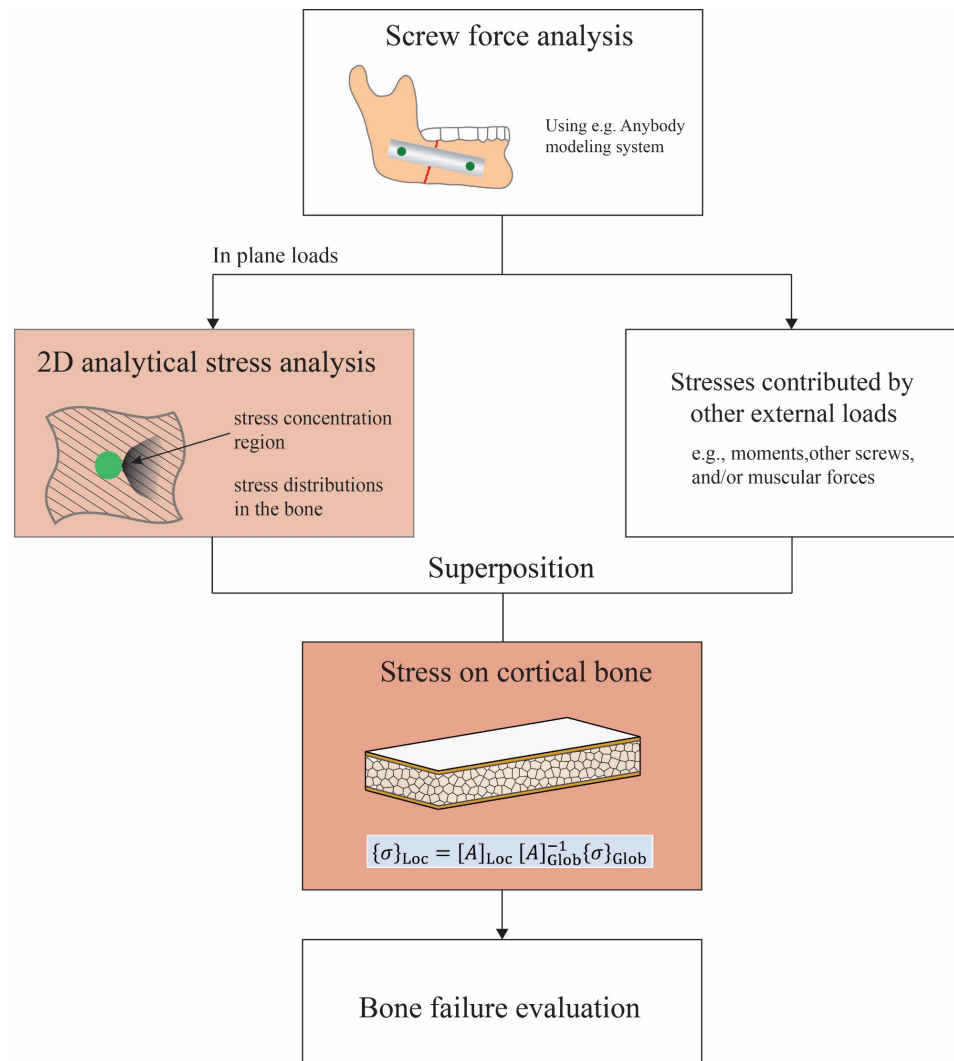 Screw force analysis
Using e.g. Anybody
modeling system
In plane loads
2D analytical stress analysis
stress concentration
region
stress distributions
in the bone
Stresses contributed by
other external loads
e.g., moments,other screws,
and/or muscular forces
Superposition
Stress on cortical bone
{σ}Loc = [A]Loc [A]⁻¹Glob{σ}Glob
Bone failure evaluation